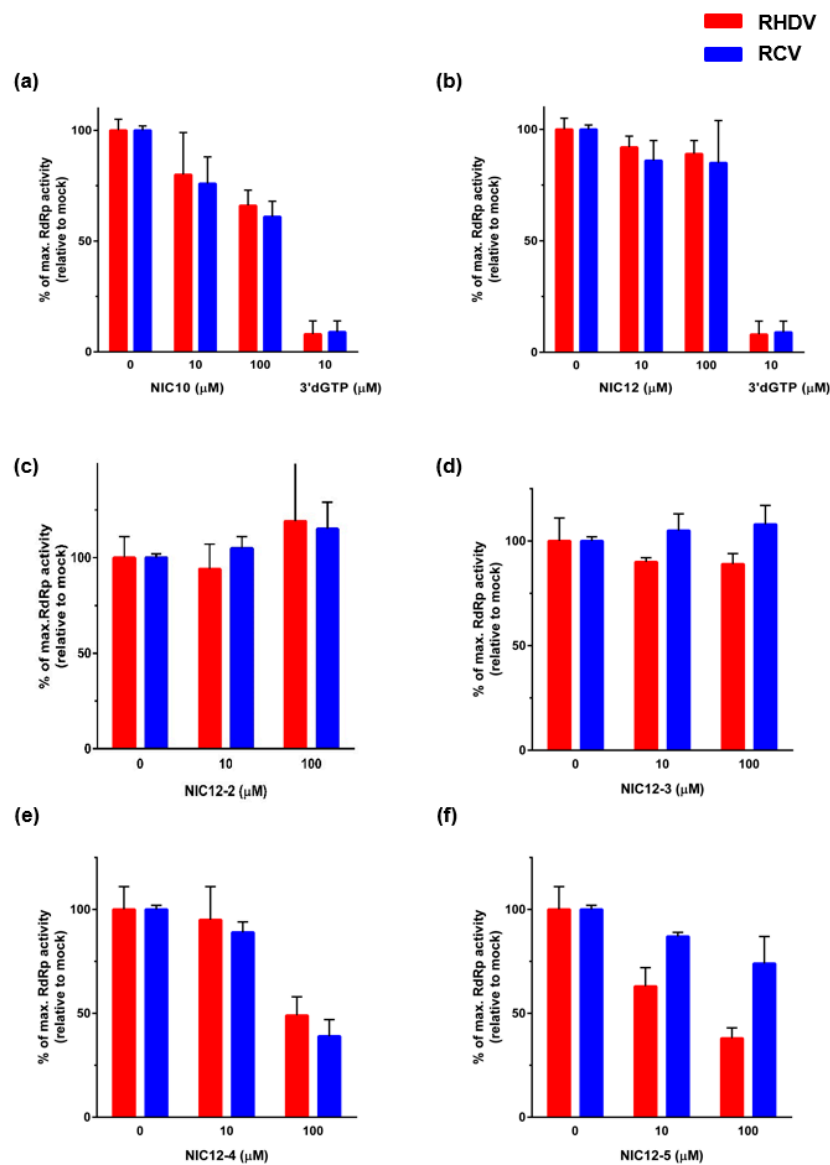 RHDV
RCV
(a)
(b)
% of max. RdRp activity
(relative to mock)
100
50
0
0
10
100
10
NIC10 (μM)
3'dGTP (μM)
% of max. RdRp activity
(relative to mock)
100
50
0
0
10
100
10
NIC12 (μM)
3'dGTP (μM)
(c)
(d)
% of max.RdRp activity
(relative to mock)
100
50
0
0
10
100
NIC12-2 (μM)
% of max. RdRp activity
(relative to mock)
100
50
0
0
10
100
NIC12-3 (μM)
(e)
(f)
% of max. RdRp activity
(relative to mock)
100
50
0
0
10
100
NIC12-4 (μM)
% of max. RdRp activity
(relative to mock)
100
50
0
0
10
100
NIC12-5 (μM)